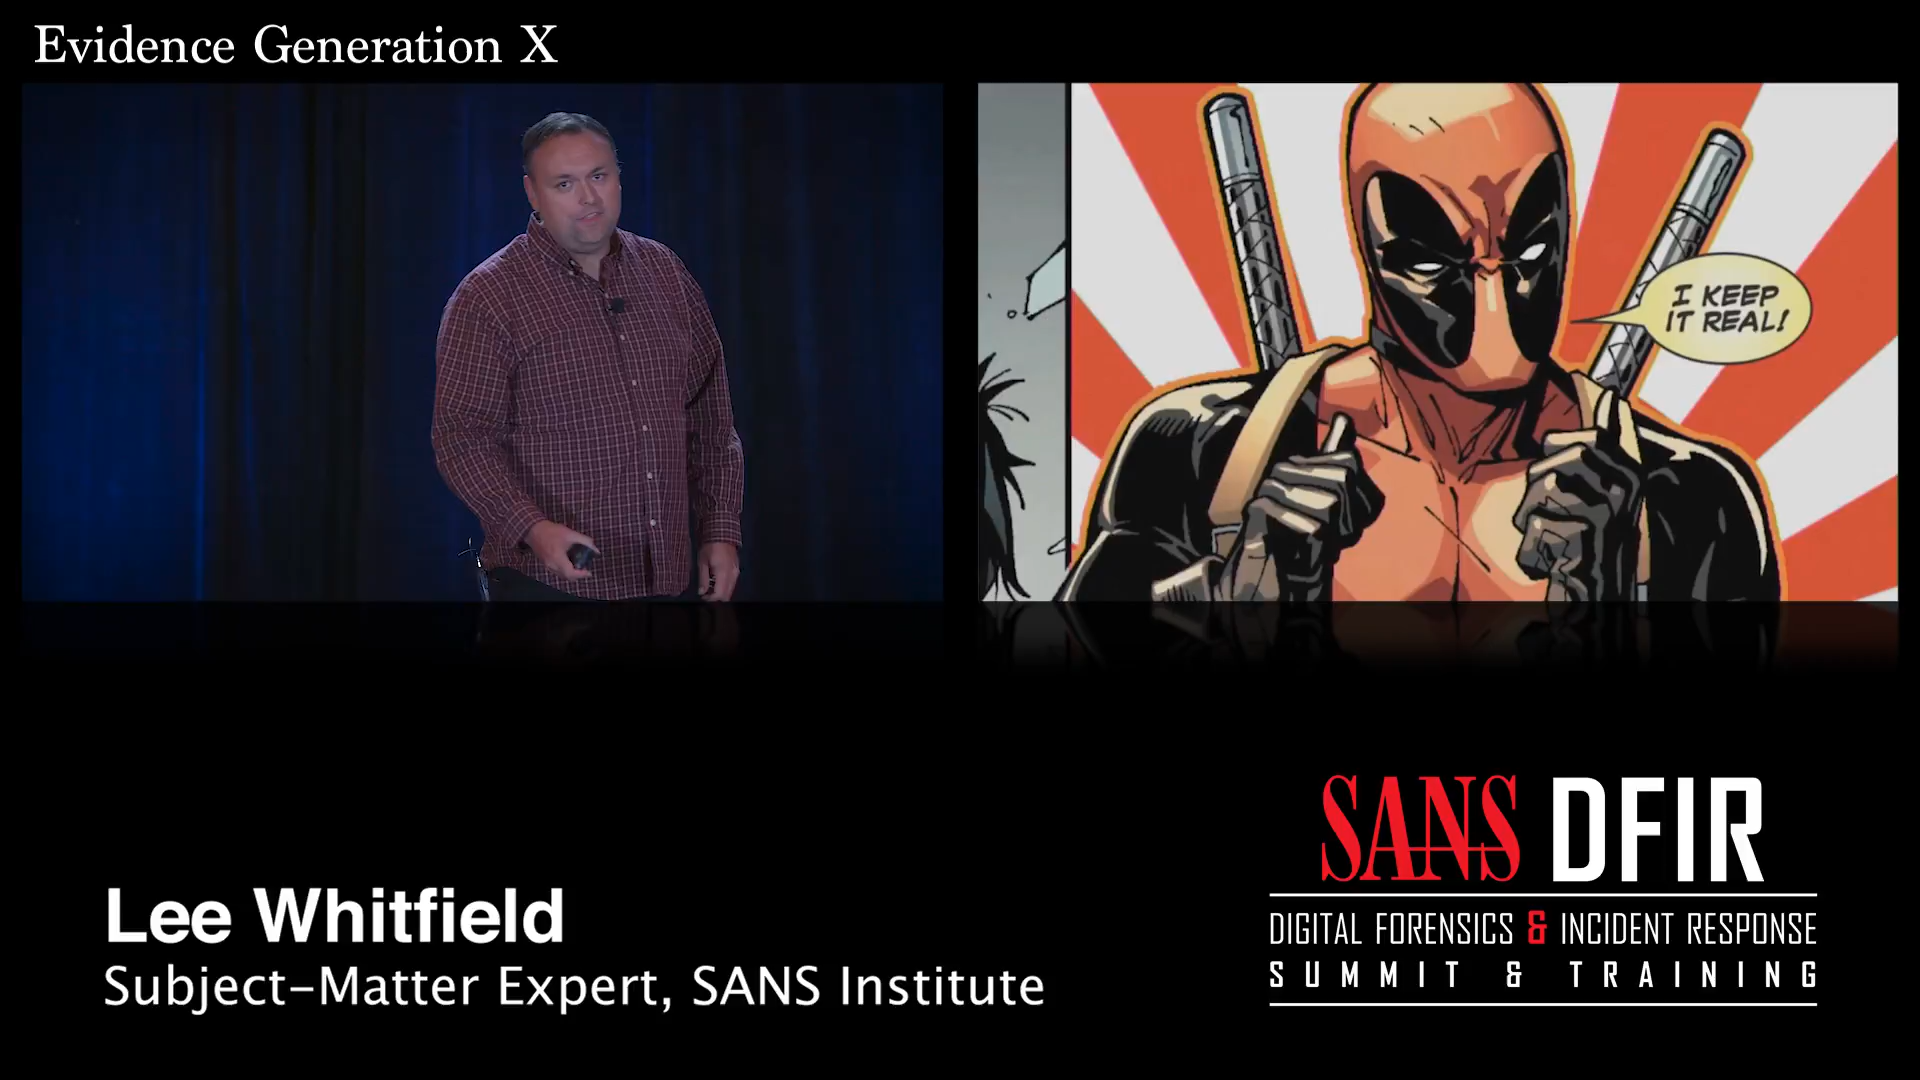 Evidence Generation X
I KEEP
IT REAL!
Lee Whitfield
Subject-Matter Expert, SANS Institute
SANS DFIR
DIGITAL FORENSICS & INCIDENT RESPONSE
SUMMIT & TRAINING